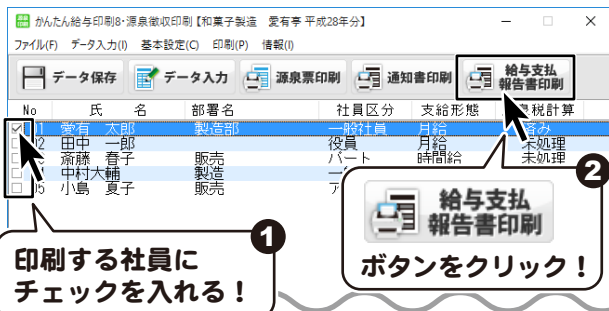 かんたん給与印刷8・源泉徴収印刷【和菓子製造　愛有亭 平成28年分】
ファイル(F)　データ入力(I)　基本設定(C)　印刷(P)　情報(I)
データ保存　データ入力　源泉票印刷　通知書印刷　給与支払
報告書印刷
No　氏　名　部署名　社員区分　支給形態　税計算
01　愛有　太郎　製造部　一般社員　月給　済み
02　田中　一郎　役員　月給　未処理
斎藤　春子　販売　パート　時間給　未処理
中村大輔　製造
05　小島　夏子　販売
1
印刷する社員に
チェックを入れる！
2
給与支払
報告書印刷
ボタンをクリック！